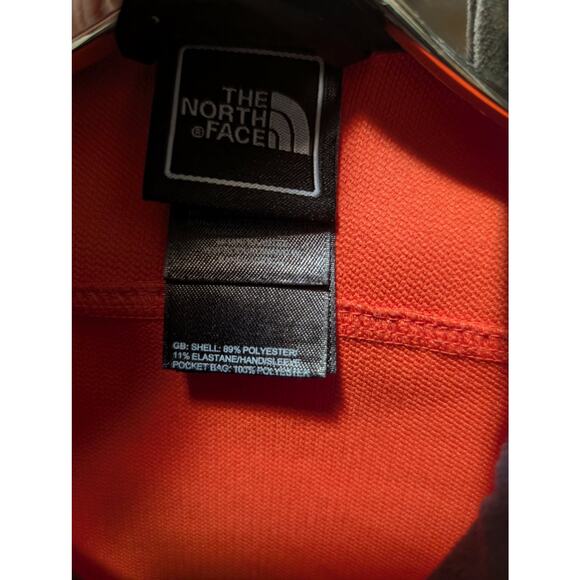 THE
NORTH
® FACE
GB: SHELL: 89% POLYESTER/
11% ELASTANE/HAND/SLEEVE
POCKET BAG: 100% POLYESTER